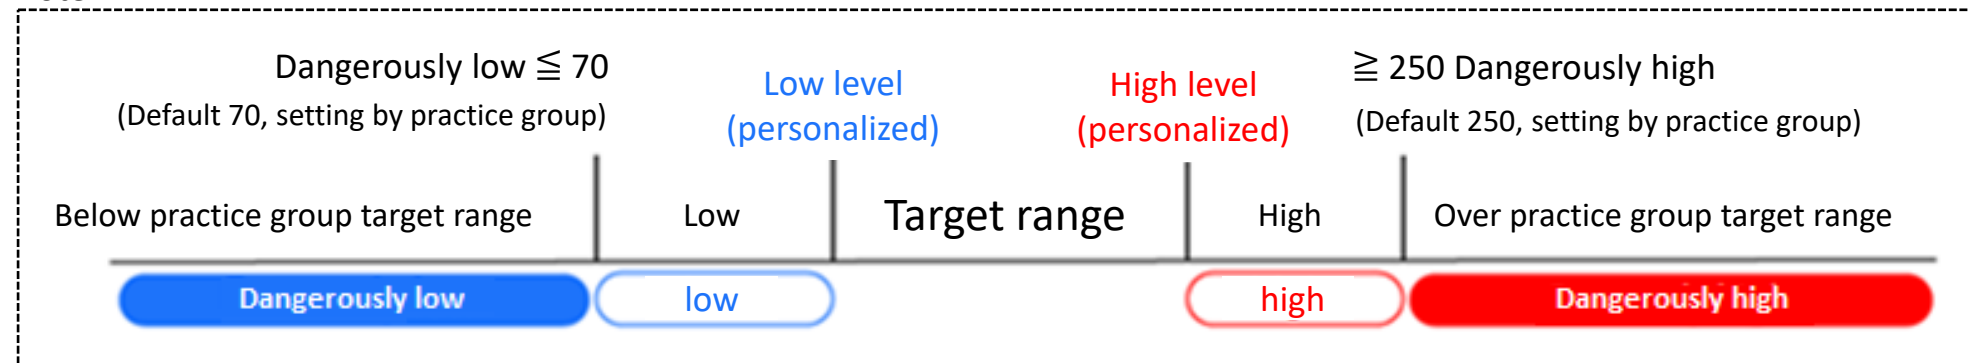 Dangerously low ≦ 70
(Default 70, setting by practice group)
Low level
(personalized)
High level
(personalized)
≧ 250 Dangerously high
(Default 250, setting by practice group)
Below practice group target range
Low
Target range
High
Over practice group target range
Dangerously low
low
high
Dangerously high